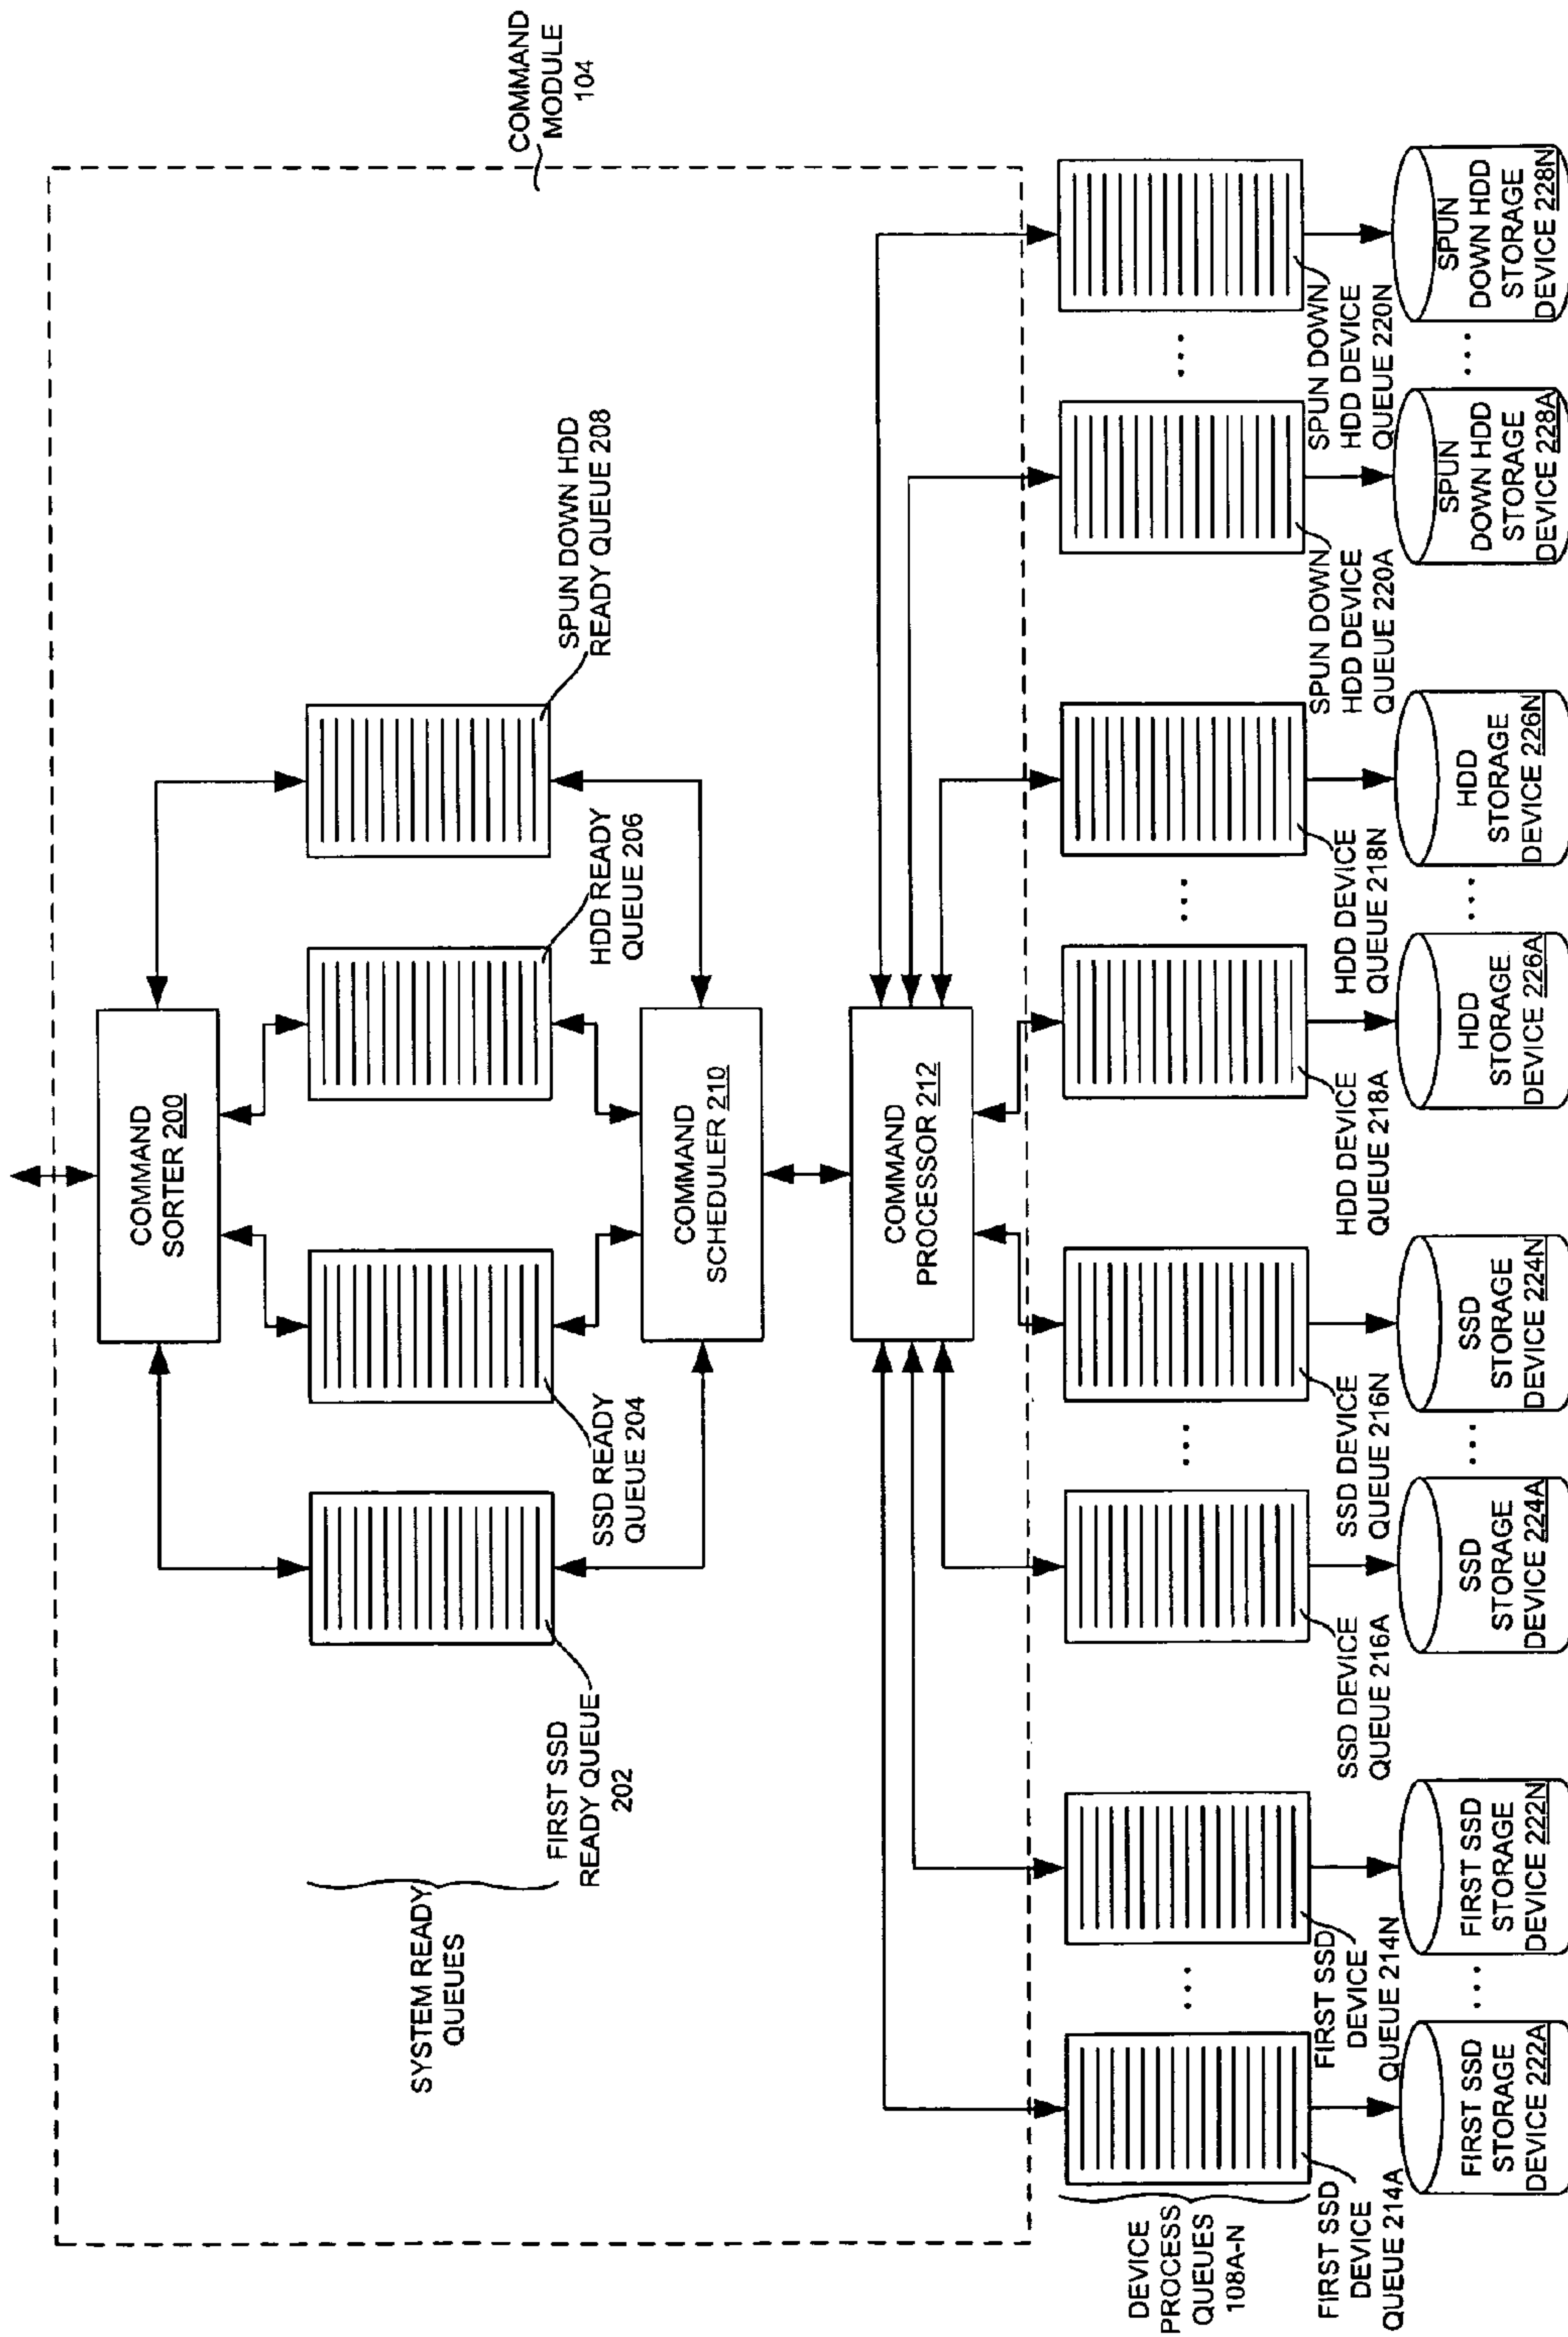 COMMAND
MODULE
104
COMMAND
SORTER 200
SYSTEM READY
QUEUES
FIRST SSD
READY QUEUE
202
SSD READY
QUEUE 204
HDD READY
QUEUE 206
SPUN DOWN HDD
READY QUEUE 208
COMMAND
SCHEDULER 210
COMMAND
PROCESSOR 212
DEVICE
PROCESS
QUEUES
108A-N
...
...
...
...
FIRST SSD
DEVICE
QUEUE 214A
FIRST SSD
DEVICE
QUEUE 214N
SSD DEVICE
QUEUE 216A
SSD DEVICE
QUEUE 216N
HDD DEVICE
QUEUE 218A
HDD DEVICE
QUEUE 218N
SPUN DOWN
HDD DEVICE
QUEUE 220A
SPUN DOWN
HDD DEVICE
QUEUE 220N
FIRST SSD
STORAGE
DEVICE 222A
...
FIRST SSD
STORAGE
DEVICE 222N
SSD
STORAGE
DEVICE 224A
...
SSD
STORAGE
DEVICE 224N
HDD
STORAGE
DEVICE 226A
...
HDD
STORAGE
DEVICE 226N
SPUN
DOWN HDD
STORAGE
DEVICE 228A
...
SPUN
DOWN HDD
STORAGE
DEVICE 228N